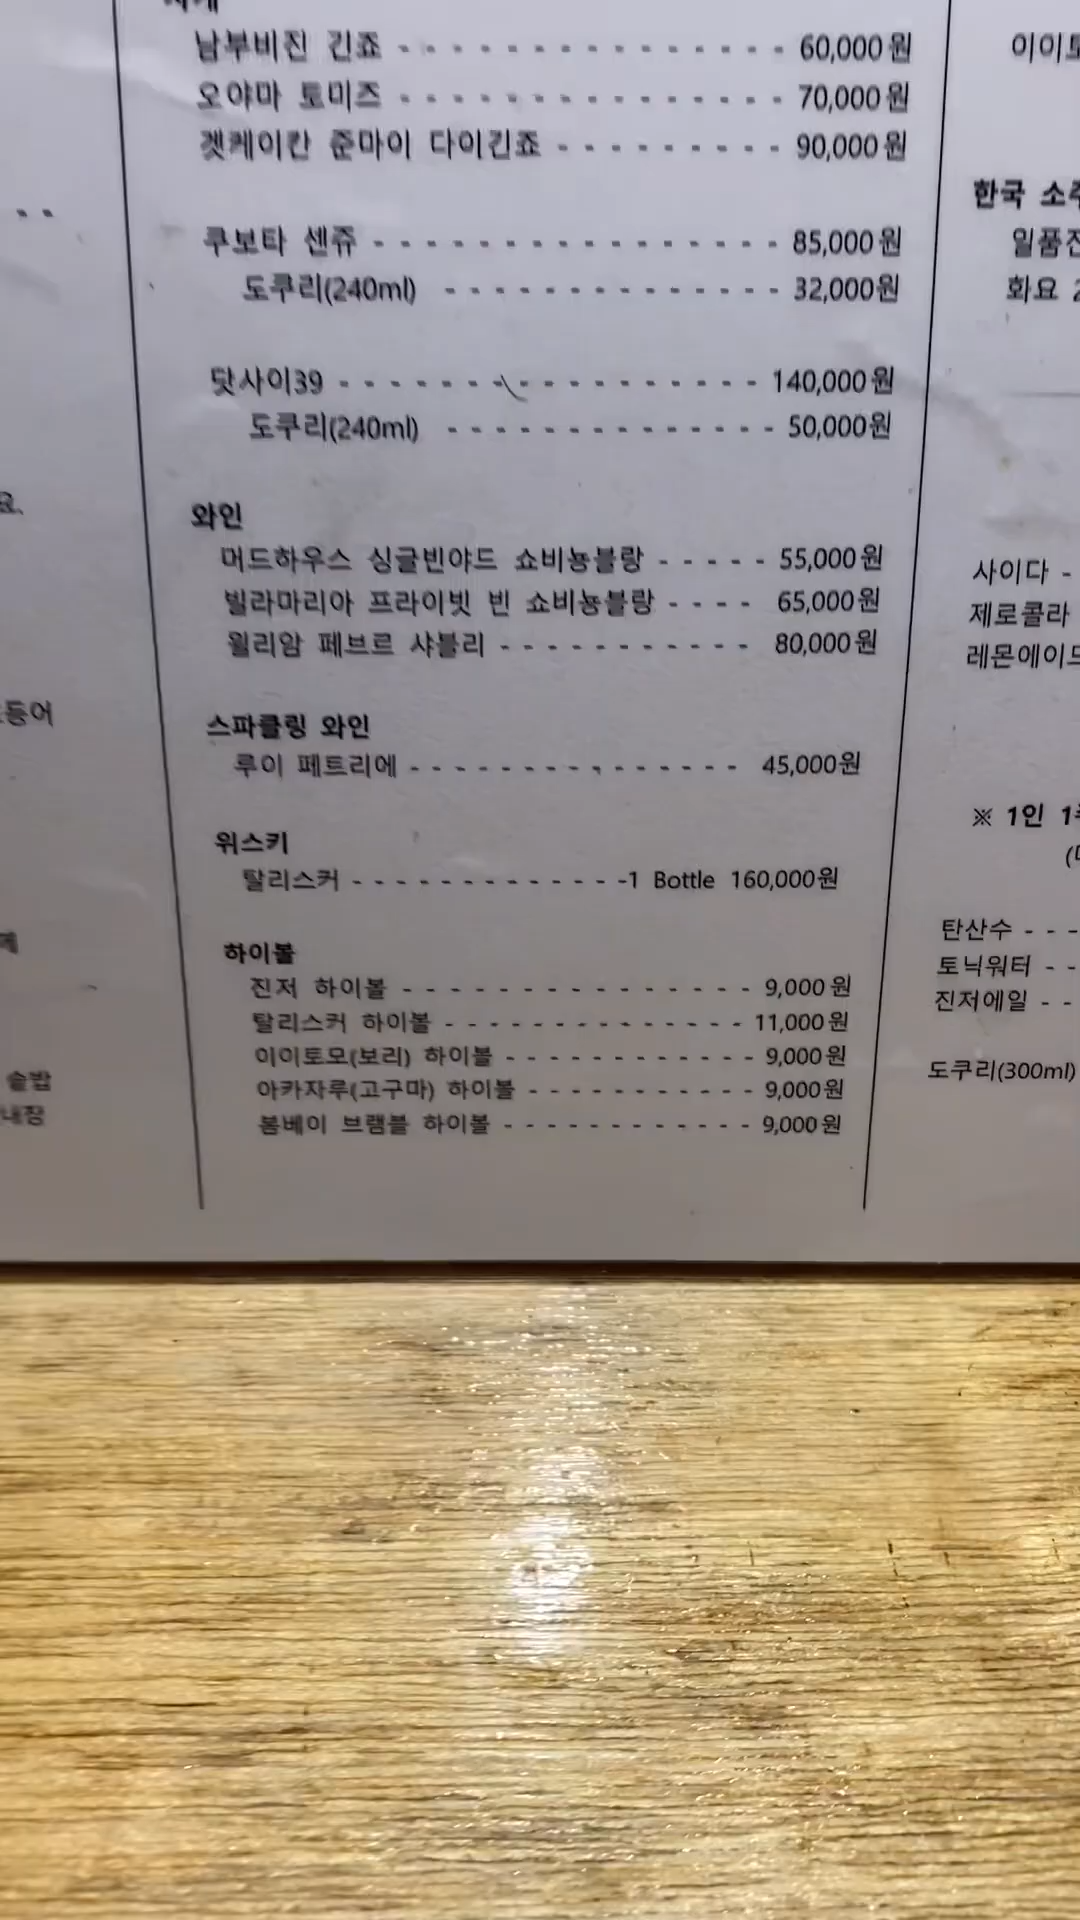 남부비진 긴죠 - - - - - - - - - - - - - - - 60,000원
오야마 토미즈 - - - - - - - - - - - - - - - 70,000원
겟케이칸 준마이 다이긴죠 - - - - - - - - - 90,000원
쿠보타 센쥬 - - - - - - - - - - - - - - - - 85,000원
도쿠리(240ml) - - - - - - - - - - - - - 32,000원
닷사이39 - - - - - - - - - - - - - - - - - 140,000원
도쿠리(240ml) - - - - - - - - - - - - - 50,000원
와인
머드하우스 싱글빈야드 쇼비뇽블랑 - - - - - 55,000원
빌라마리아 프라이빗 빈 쇼비뇽블랑 - - - - 65,000원
윌리암 페브르 샤블리 - - - - - - - - - - 80,000원
스파클링 와인
루이 페트리에 - - - - - - - - - - - - - - 45,000원
위스키
탈리스커 - - - - - - - - - - - - --1 Bottle 160,000원
하이볼
진저 하이볼 - - - - - - - - - - - - - - - 9,000원
탈리스커 하이볼 - - - - - - - - - - - - - 11,000원
이이토모(보리) 하이볼 - - - - - - - - - - - 9,000원
아카자루(고구마) 하이볼 - - - - - - - - - - 9,000원
봄베이 브램블 하이볼 - - - - - - - - - - - 9,000원
한국
사이다 -
제로콜라
※ 1인
탄산수 - - -
토닉워터 - -
진저에일 - -
도쿠리(300ml)
솥밥